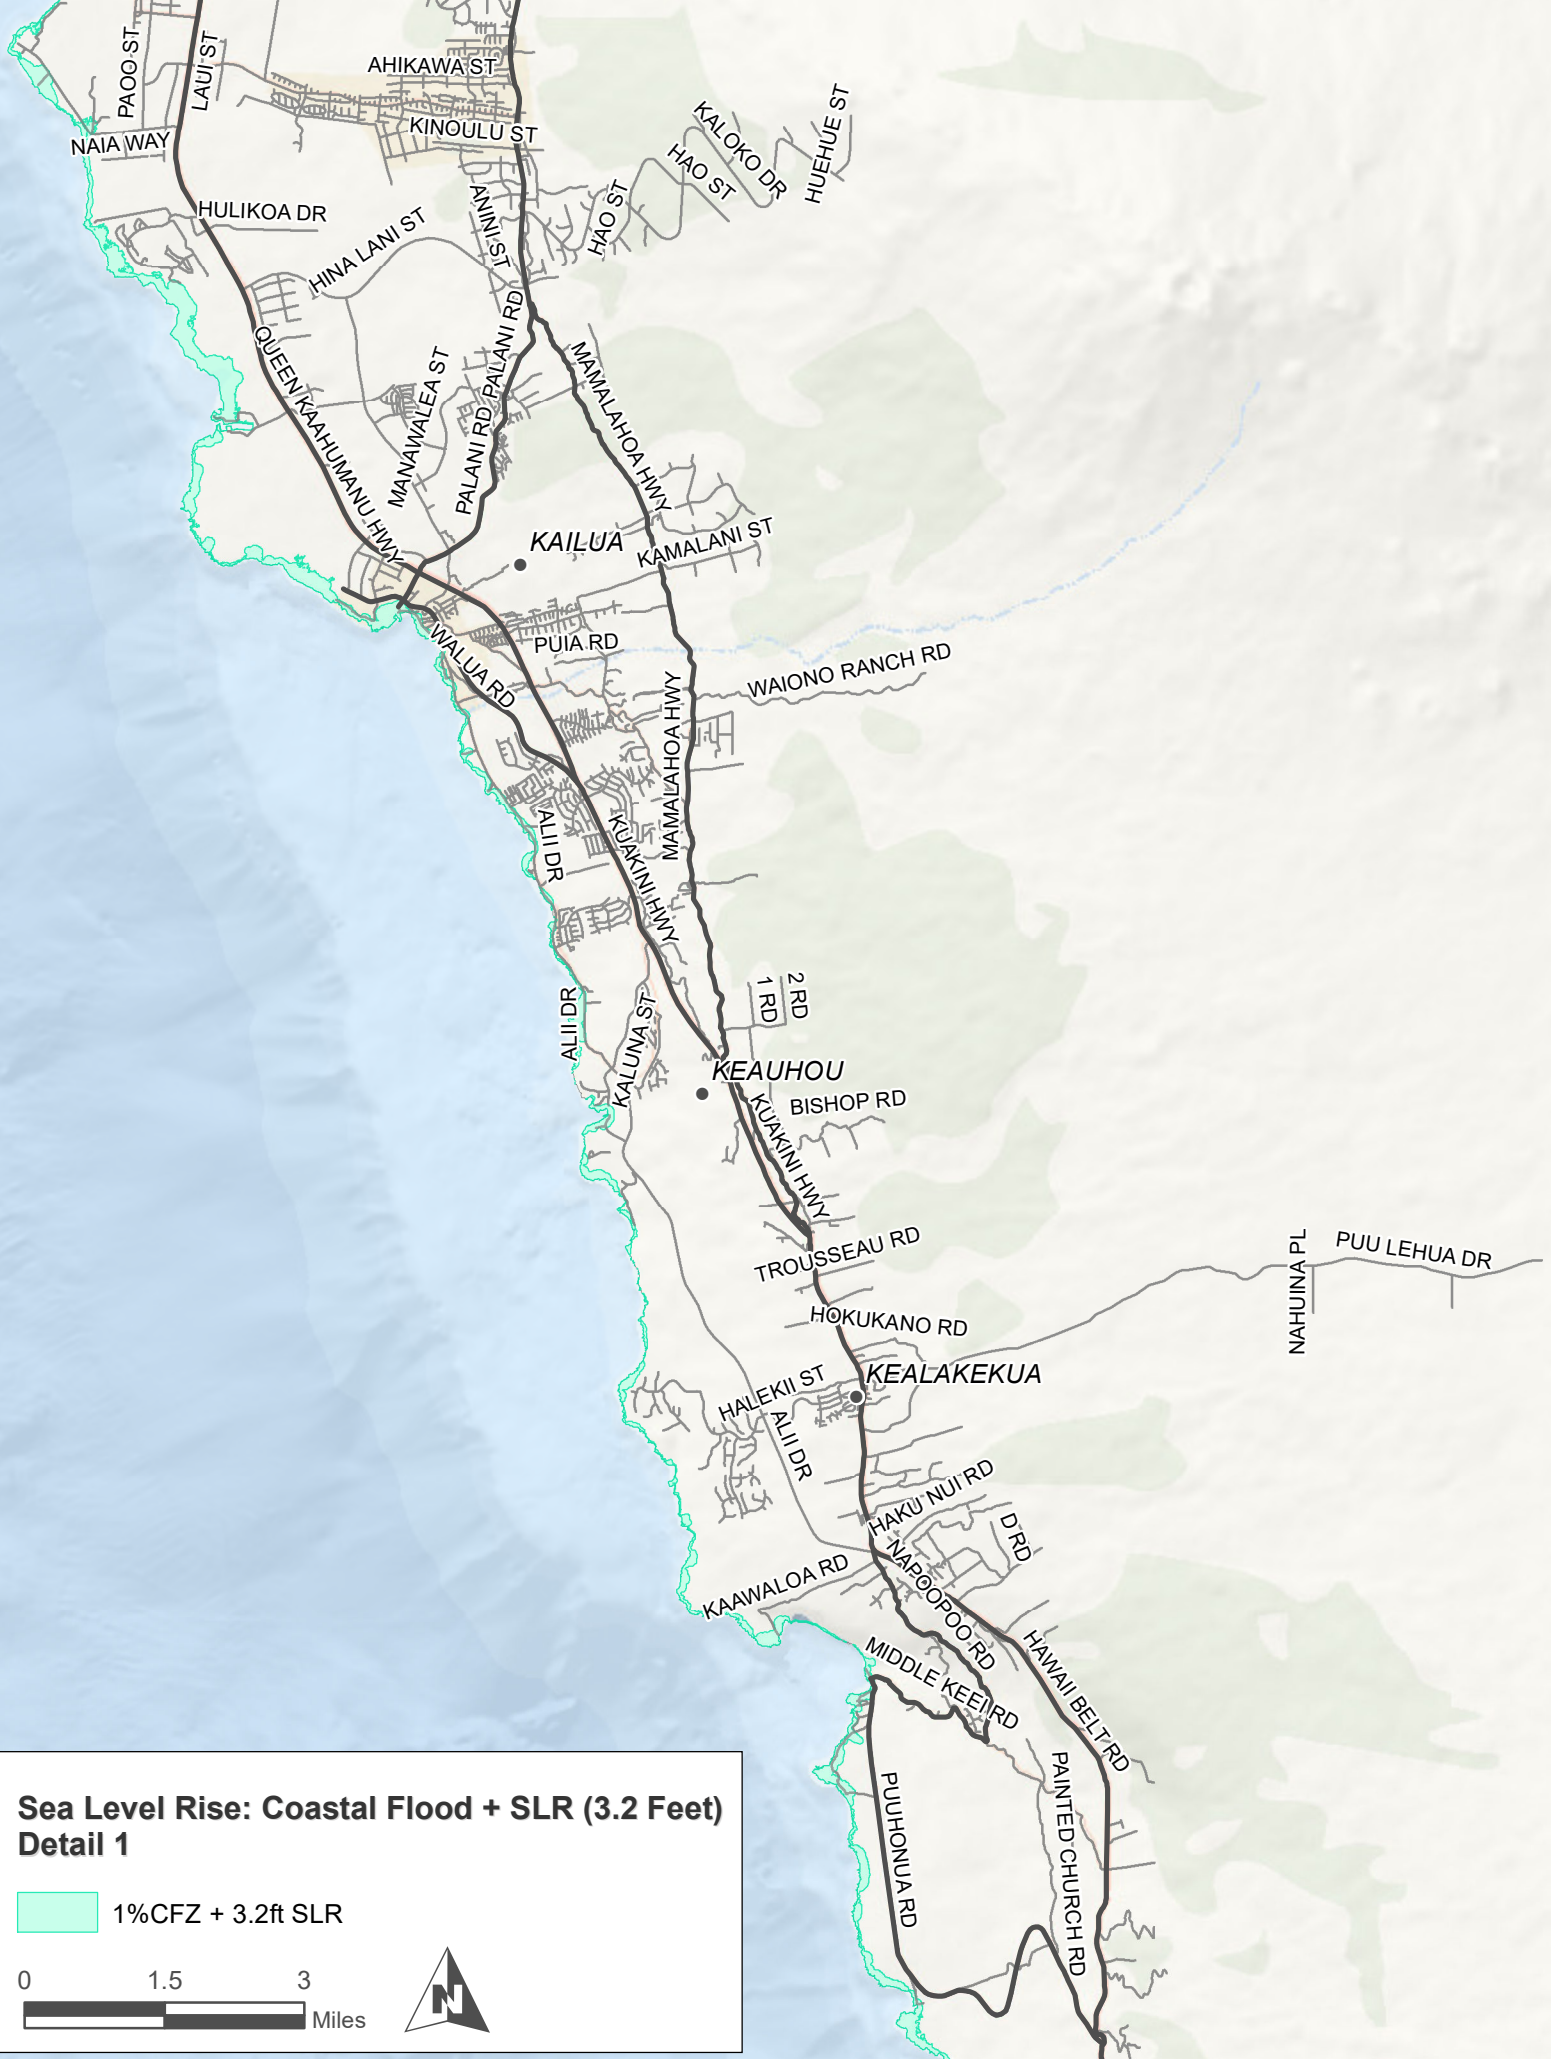 PAOO ST
LAUI ST
AHIKAWA ST
KINOULU ST
NAIA WAY
KALOKO DR
HAO ST
HUEHUE ST
HULIKOA DR
HINA LANI ST
ANINI ST
HAO ST
QUEEN KAAHUMANU HWY
MANAWALEA ST
PALANI RD
PALANI RD
MAMALAHOA HWY
KAILUA
KAMALANI ST
WALUA RD
PUIA RD
WAIONO RANCH RD
MAMALAHOA HWY
ALII DR
KUAKINI HWY
ALII DR
KALUNA ST
1 RD
2 RD
KEAUHOU
BISHOP RD
KUAKINI HWY
TROUSSEAU RD
NAHUINA PL
PUU LEHUA DR
HOKUKANO RD
KEALAKEKUA
HALEKII ST
ALII DR
HAKU NUI RD
D RD
KAAWALOA RD
NAPOOPOO RD
MIDDLE KEEI RD
HAWAII BELT RD
PUUHONUA RD
PAINTED CHURCH RD
Sea Level Rise: Coastal Flood + SLR (3.2 Feet)
Detail 1
1%CFZ + 3.2ft SLR
0 1.5 3
Miles
N